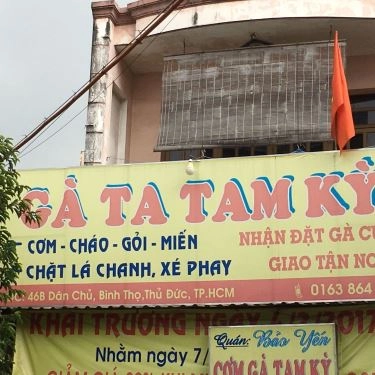 GÀ TA TAM KỲ
CƠM - CHÁO - GỎI - MIẾN
CHẶT LÁ CHANH, XÉ PHAY
NHẬN ĐẶT GÀ
GIAO TẬN
: 46B Dân Chủ, Bình Thọ, Thủ Đức, TP.HCM
0163 864
KHAI TRƯƠNG NGÀY
Nhằm ngày 7/
Quán: Bảo Yến
CƠM GÀ TAM KỲ